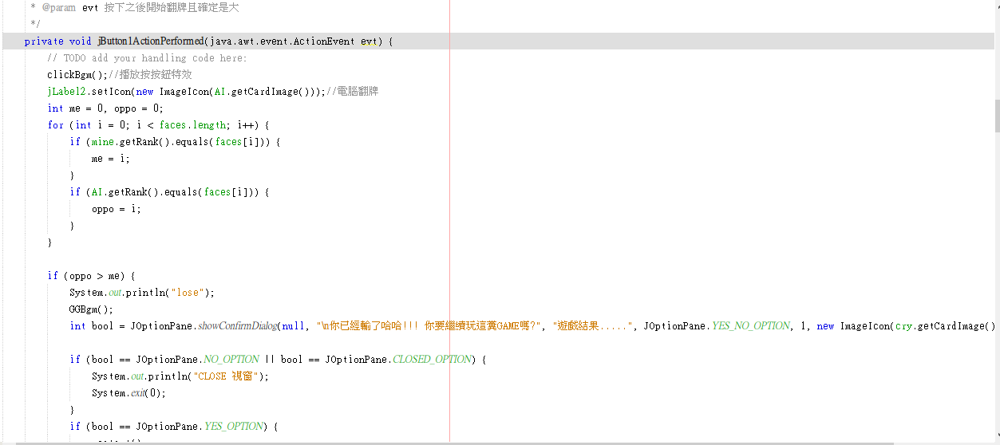 * @param evt 按下之後開始翻牌且確定是大
*/
private void jButton1ActionPerformed(java.awt.event.ActionEvent evt) {
// TODO add your handling code here:
clickBgm();//播放按按鈕特效
jLabel2.setIcon(new ImageIcon(AI.getCardImage()));//電腦翻牌
int me = 0, oppo = 0;
for (int i = 0; i < faces.length; i++) {
if (mine.getRank().equals(faces[i])) {
me = i;
}
if (AI.getRank().equals(faces[i])) {
oppo = i;
}
}
if (oppo > me) {
System.out.println("lose");
GGBgm();
int bool = JOptionPane.showConfirmDialog(null, "\n你已經輸了哈哈!!! 你要繼續玩這糞GAME嗎?", "遊戲結果.....", JOptionPane.YES_NO_OPTION, 1, new ImageIcon(cry.getCardImage()
if (bool == JOptionPane.NO_OPTION || bool == JOptionPane.CLOSED_OPTION) {
System.out.println("CLOSE 視窗");
System.exit(0);
}
if (bool == JOptionPane.YES_OPTION) {